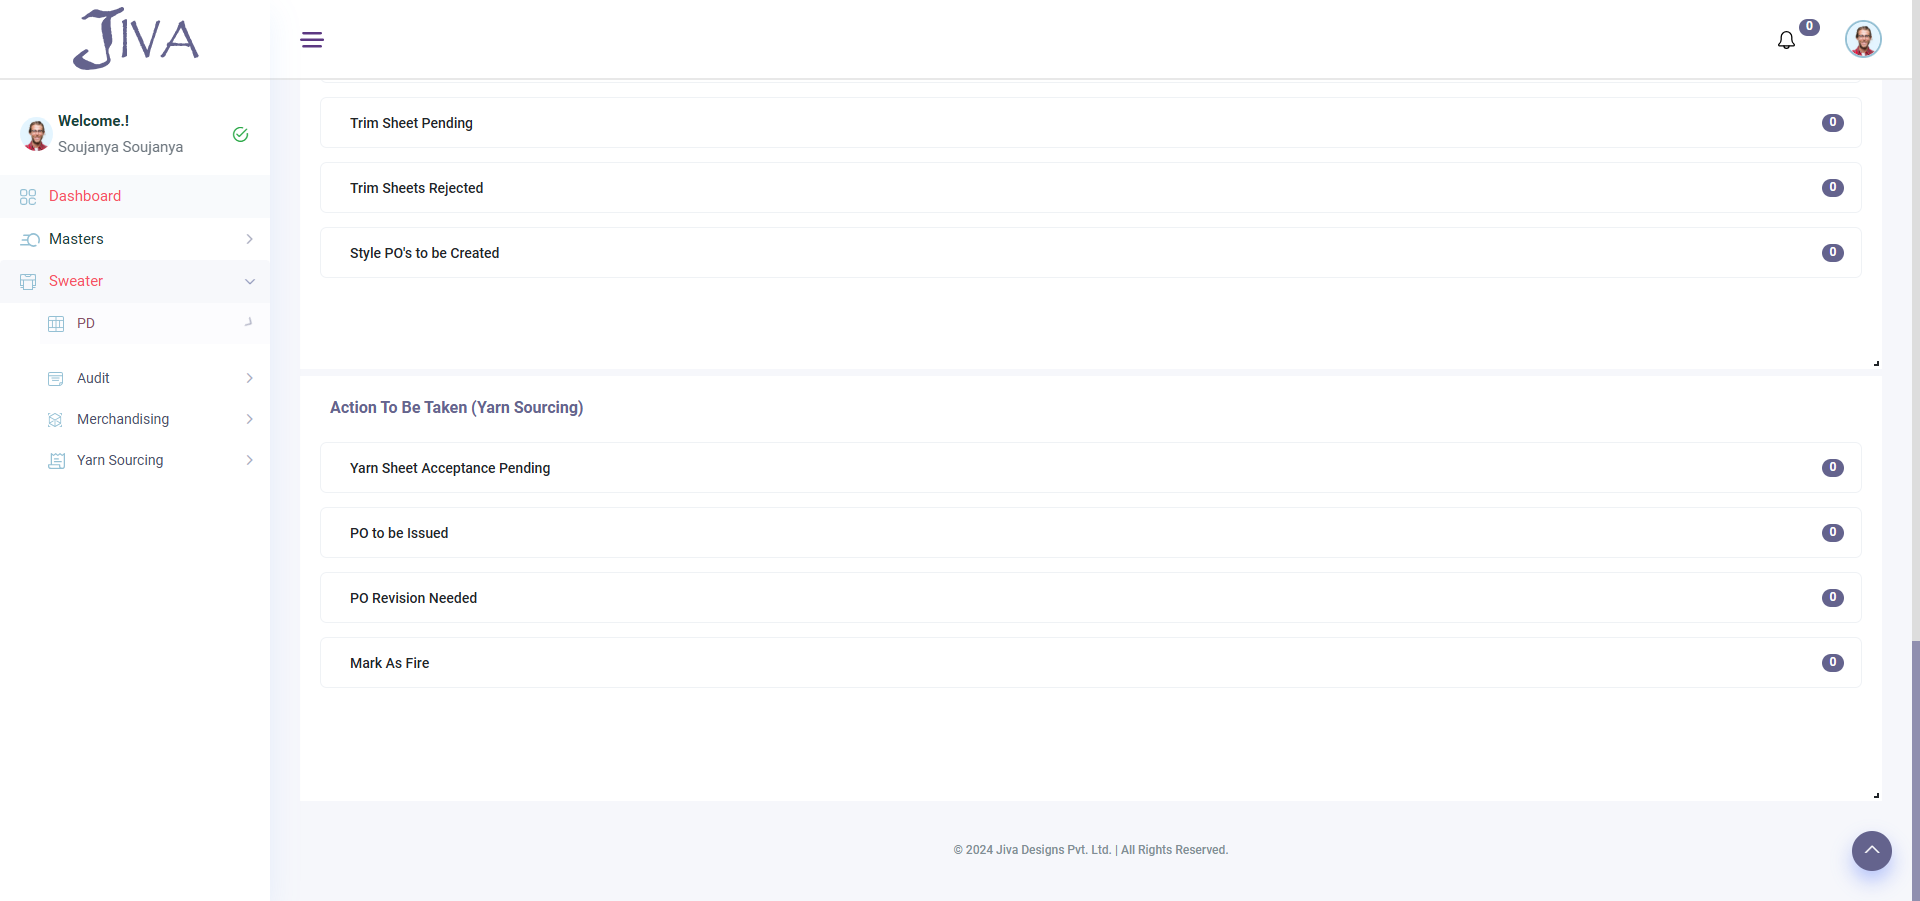 JIVA
0
Welcome.!
Soujanya Soujanya
Dashboard
Masters
Sweater
PD
Audit
Merchandising
Yarn Sourcing
Trim Sheet Pending 0
Trim Sheets Rejected 0
Style PO's to be Created 0
Action To Be Taken (Yarn Sourcing)
Yarn Sheet Acceptance Pending 0
PO to be Issued 0
PO Revision Needed 0
Mark As Fire 0
© 2024 Jiva Designs Pvt. Ltd. | All Rights Reserved.